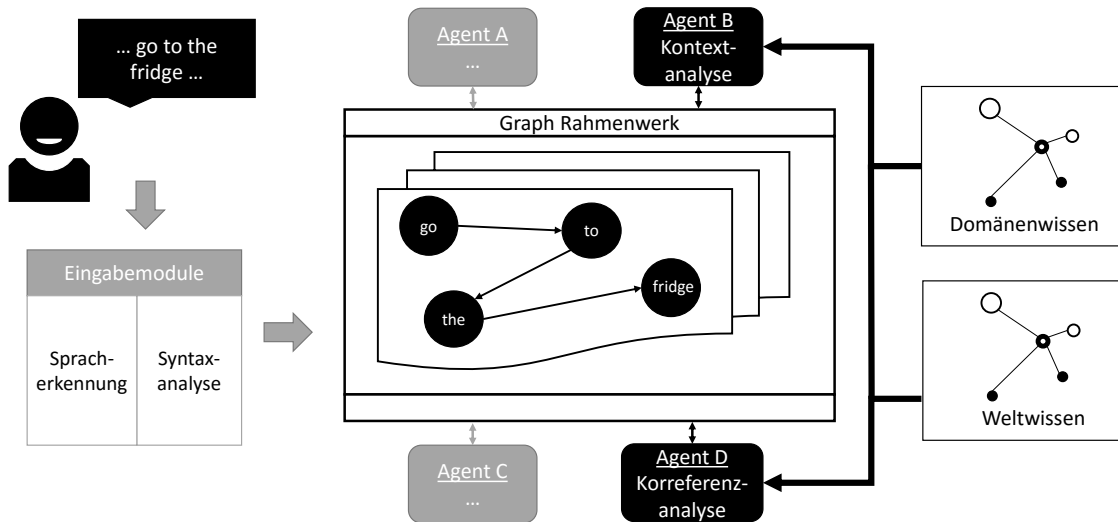 ... go to the
fridge ...
Eingabemodule
Sprach-
erkennung
Syntax-
analyse
Agent A
...
Agent B
Kontext-
analyse
Graph Rahmenwerk
go
to
the
fridge
Agent C
...
Agent D
Korreferenz-
analyse
Domänenwissen
Weltwissen